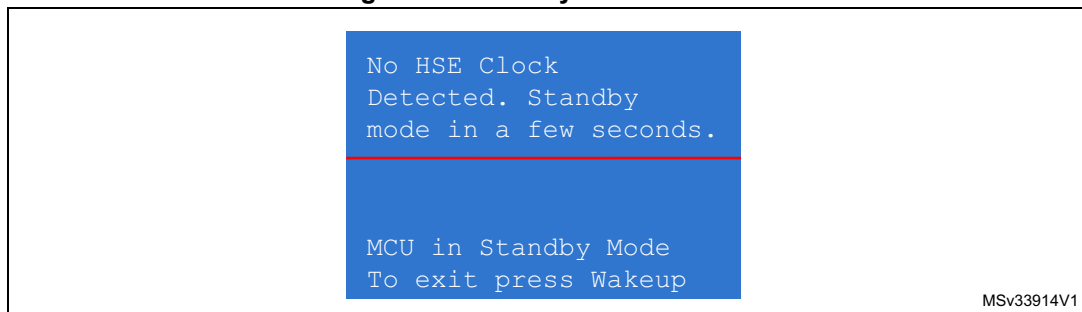 No HSE Clock
Detected. Standby
mode in a few seconds.
MCU in Standby Mode
To exit press Wakeup
MSv33914V1